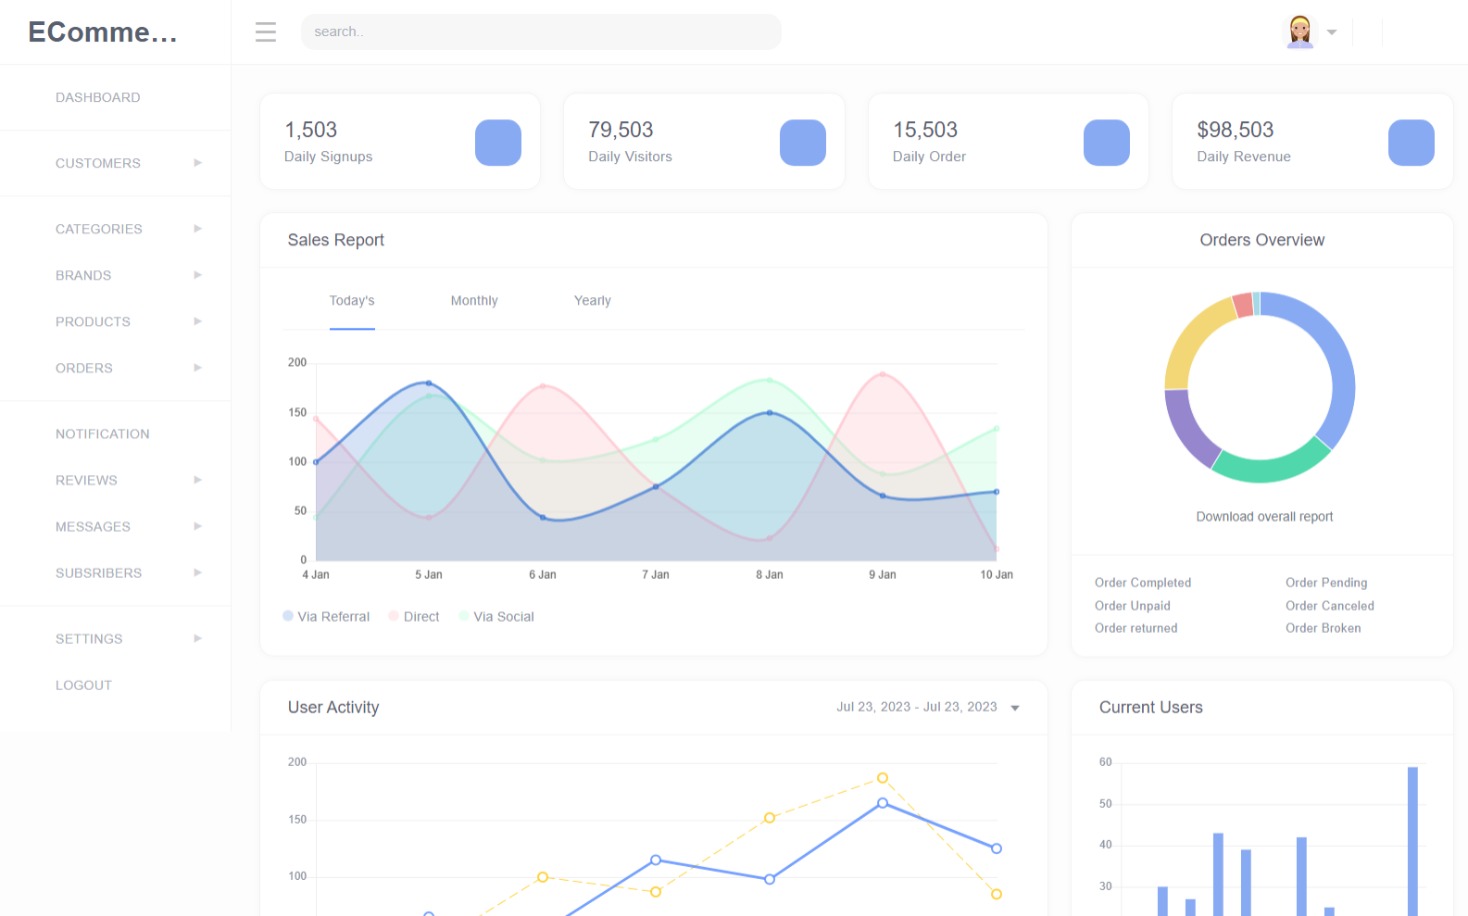 EComme...
search..
DASHBOARD
CUSTOMERS
CATEGORIES
BRANDS
PRODUCTS
ORDERS
NOTIFICATION
REVIEWS
MESSAGES
SUBSRIBERS
SETTINGS
LOGOUT
1,503
Daily Signups
79,503
Daily Visitors
15,503
Daily Order
$98,503
Daily Revenue
Sales Report
Today's Monthly Yearly
200
150
100
50
0
4 Jan 5 Jan 6 Jan 7 Jan 8 Jan 9 Jan 10 Jan
Via Referral Direct Via Social
Orders Overview
Download overall report
Order Completed Order Pending
Order Unpaid Order Canceled
Order returned Order Broken
User Activity
Jul 23, 2023 - Jul 23, 2023
200
150
100
Current Users
60
50
40
30